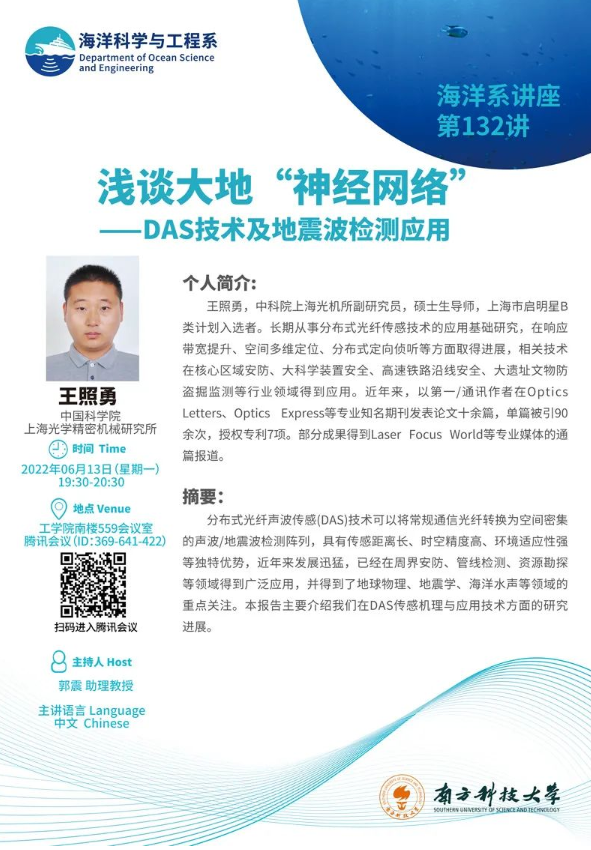 海洋科学与工程系
Department of Ocean Science
and Engineering
海洋系讲座
第132讲
浅谈大地“神经网络”
——DAS技术及地震波检测应用
王照勇
中国科学院
上海光学精密机械研究所
时间 Time
2022年06月13日(星期一)
19:30-20:30
地点 Venue
工学院南楼559会议室
腾讯会议(ID:369-641-422)
扫码进入腾讯会议
主持人 Host
郭震 助理教授
主讲语言 Language
中文 Chinese
个人简介:
王照勇，中科院上海光机所副研究员，硕士生导师，上海市启明星B
类计划入选者。长期从事分布式光纤传感技术的应用基础研究，在响应
带宽提升、空间多维定位、分布式定向侦听等方面取得进展，相关技术
在核心区域安防、大科学装置安全、高速铁路沿线安全、大遗址文物防
盗掘监测等行业领域得到应用。近年来，以第一/通讯作者在Optics
Letters、Optics Express等专业知名期刊发表论文十余篇，单篇被引90
余次，授权专利7项。部分成果得到Laser Focus World等专业媒体的通
篇报道。
摘要：
分布式光纤声波传感(DAS)技术可以将常规通信光纤转换为空间密集
的声波/地震波检测阵列，具有传感距离长、时空精度高、环境适应性强
等独特优势，近年来发展迅猛，已经在周界安防、管线检测、资源勘探
等领域得到广泛应用，并得到了地球物理、地震学、海洋水声等领域的
重点关注。本报告主要介绍我们在DAS传感机理与应用技术方面的研究
进展。
南方科技大学
SOUTHERN UNIVERSITY OF SCIENCE AND TECHNOLOGY